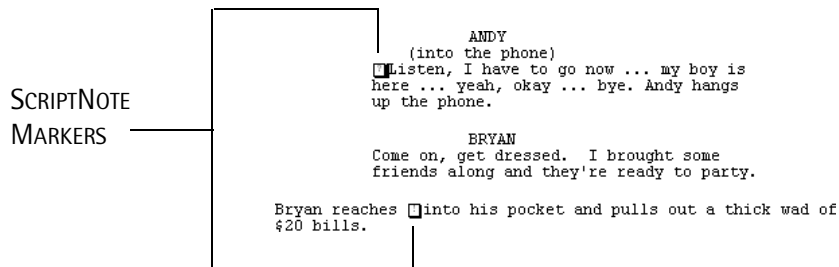 ANDY
(into the phone)
Listen, I have to go now ... my boy is
here ... yeah, okay ... bye. Andy hangs
up the phone.
SCRIPTNOTE
MARKERS
BRYAN
Come on, get dressed.  I brought some
friends along and they're ready to party.
Bryan reaches into his pocket and pulls out a thick wad of
$20 bills.